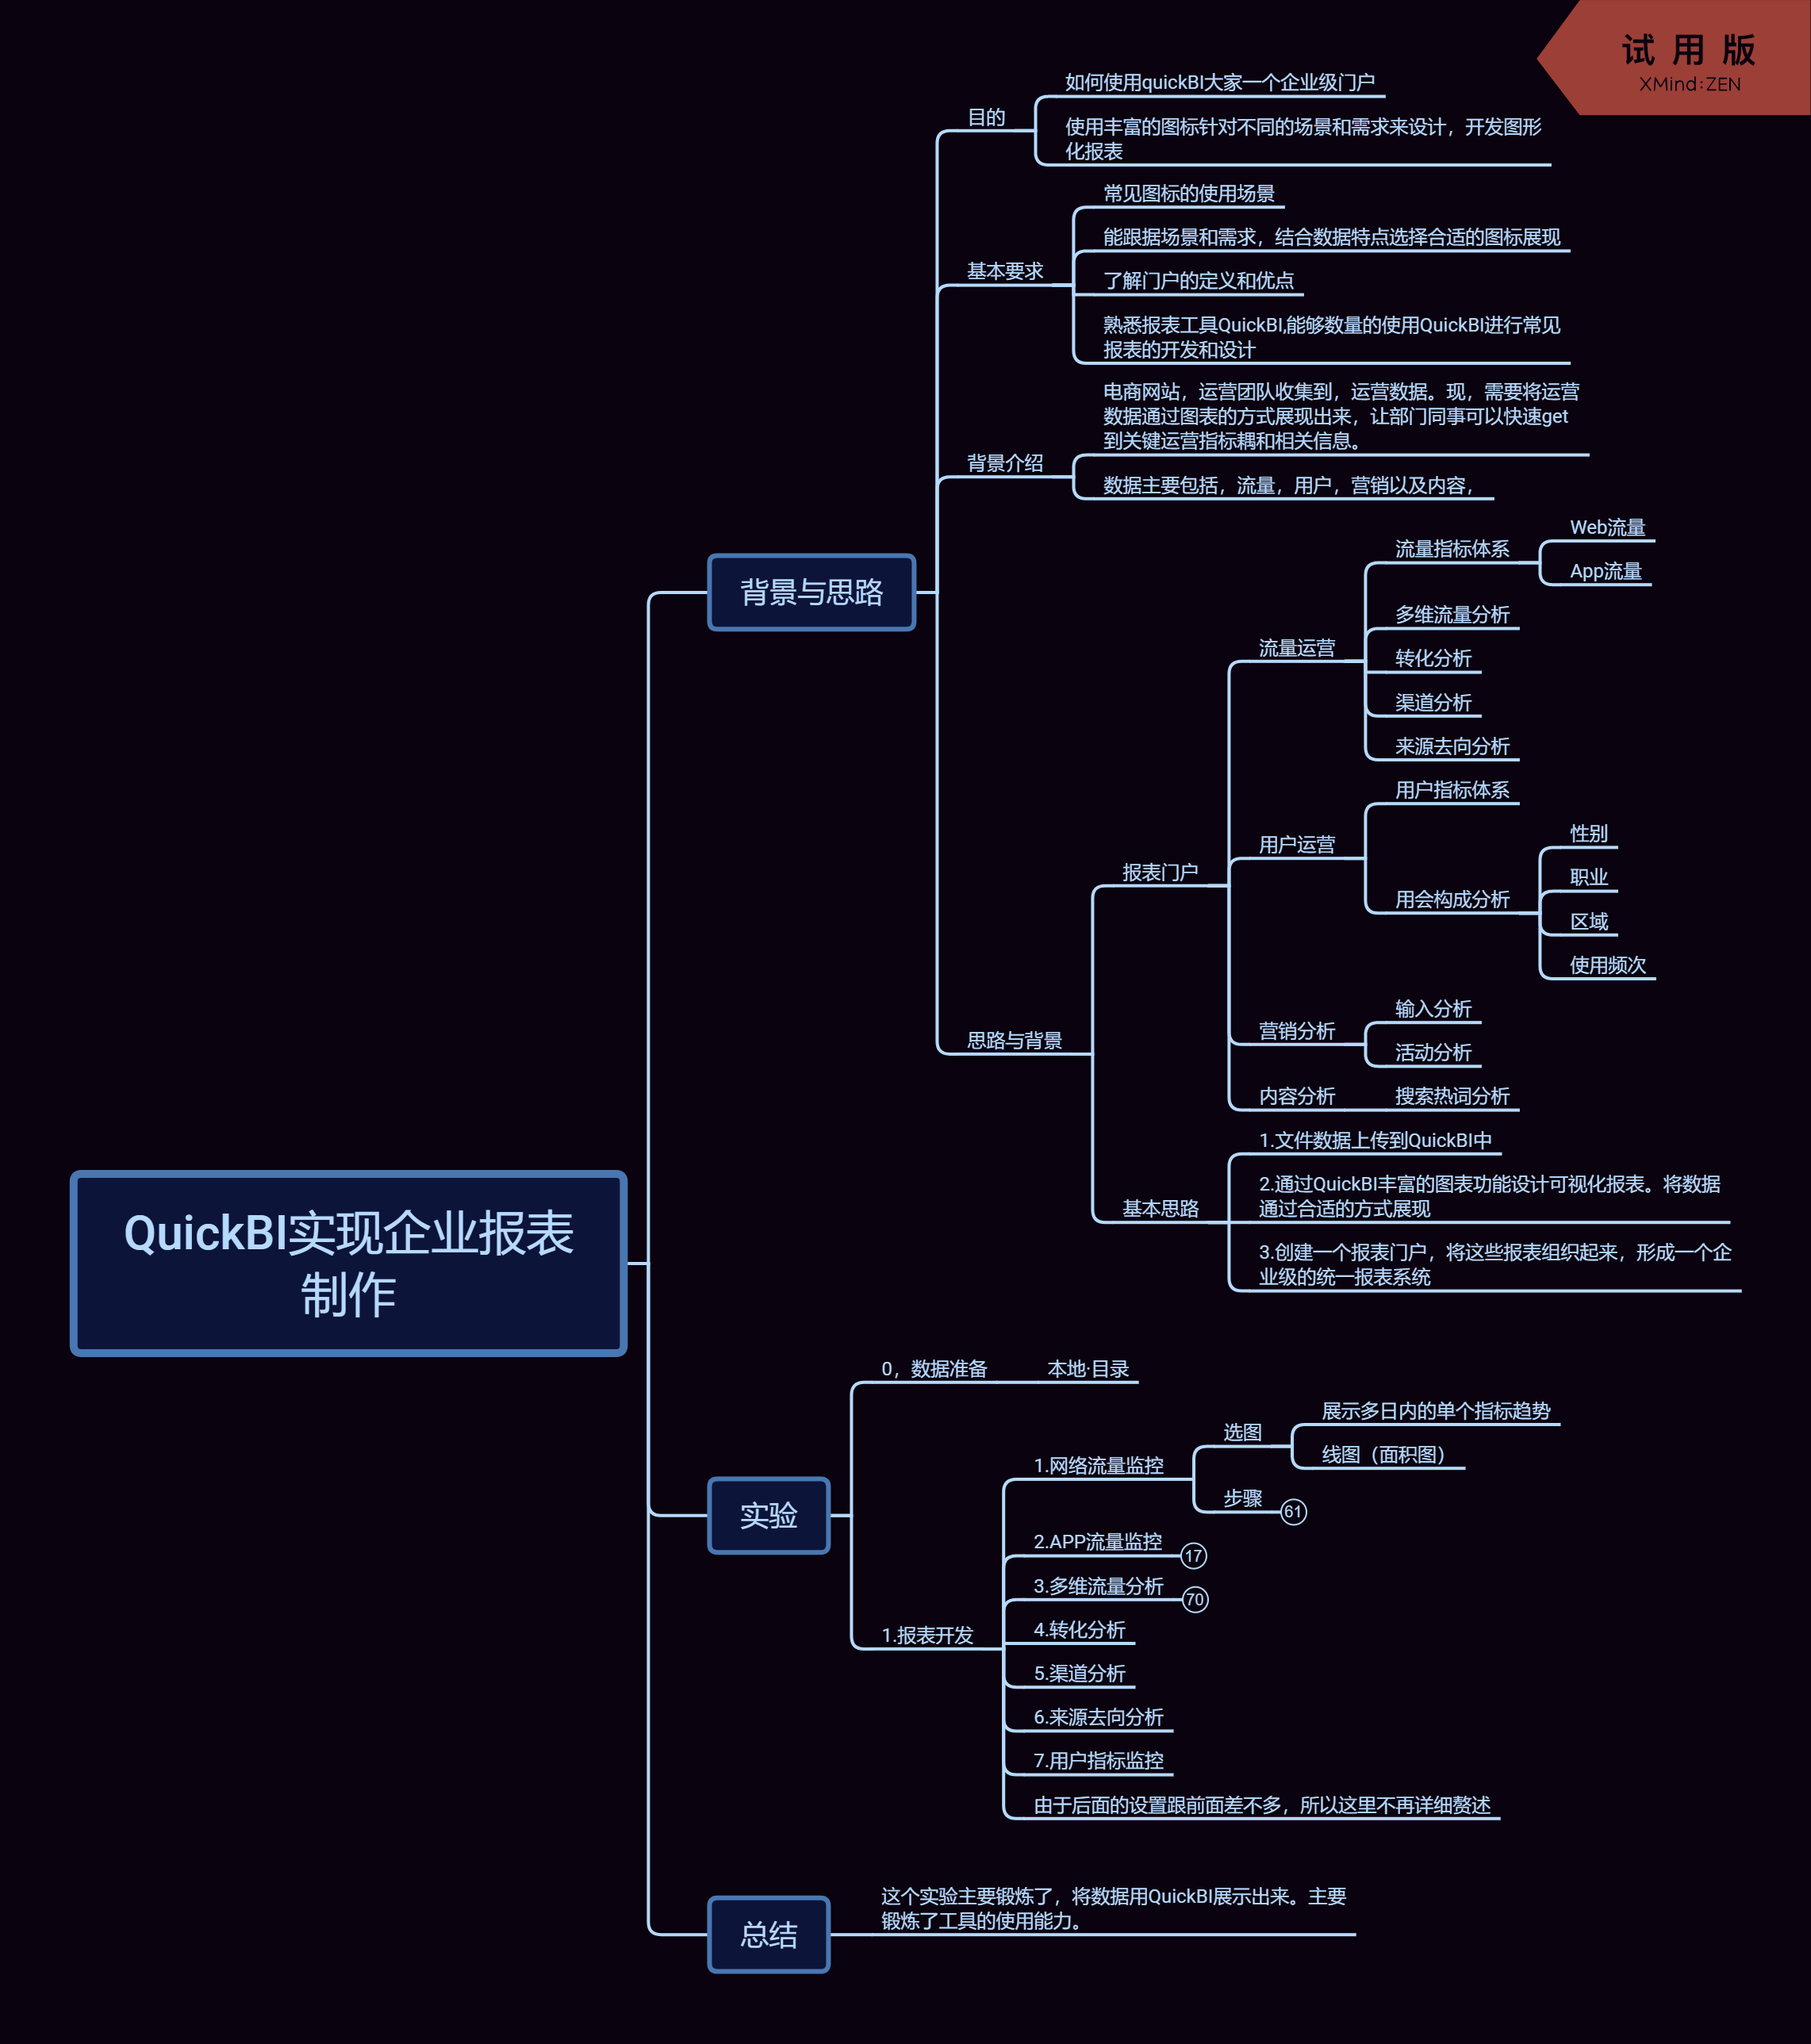 试 用 版
XMind:ZEN
QuickBI实现企业报表
制作
背景与思路
目的
如何使用quickBI大家一个企业级门户
使用丰富的图标针对不同的场景和需求来设计，开发图形
化报表
基本要求
常见图标的使用场景
能跟据场景和需求，结合数据特点选择合适的图标展现
了解门户的定义和优点
熟悉报表工具QuickBI,能够数量的使用QuickBI进行常见
报表的开发和设计
背景介绍
电商网站，运营团队收集到，运营数据。现，需要将运营
数据通过图表的方式展现出来，让部门同事可以快速get
到关键运营指标耦和相关信息。
数据主要包括，流量，用户，营销以及内容，
思路与背景
报表门户
流量运营
流量指标体系
Web流量
App流量
多维流量分析
转化分析
渠道分析
来源去向分析
用户运营
用户指标体系
用会构成分析
性别
职业
区域
使用频次
营销分析
输入分析
活动分析
内容分析
搜索热词分析
基本思路
1.文件数据上传到QuickBI中
2.通过QuickBI丰富的图表功能设计可视化报表。将数据
通过合适的方式展现
3.创建一个报表门户，将这些报表组织起来，形成一个企
业级的统一报表系统
实验
0，数据准备
本地·目录
1.报表开发
1.网络流量监控
选图
展示多日内的单个指标趋势
线图（面积图）
步骤
61
2.APP流量监控
17
3.多维流量分析
70
4.转化分析
5.渠道分析
6.来源去向分析
7.用户指标监控
由于后面的设置跟前面差不多，所以这里不再详细赘述
总结
这个实验主要锻炼了，将数据用QuickBI展示出来。主要
锻炼了工具的使用能力。